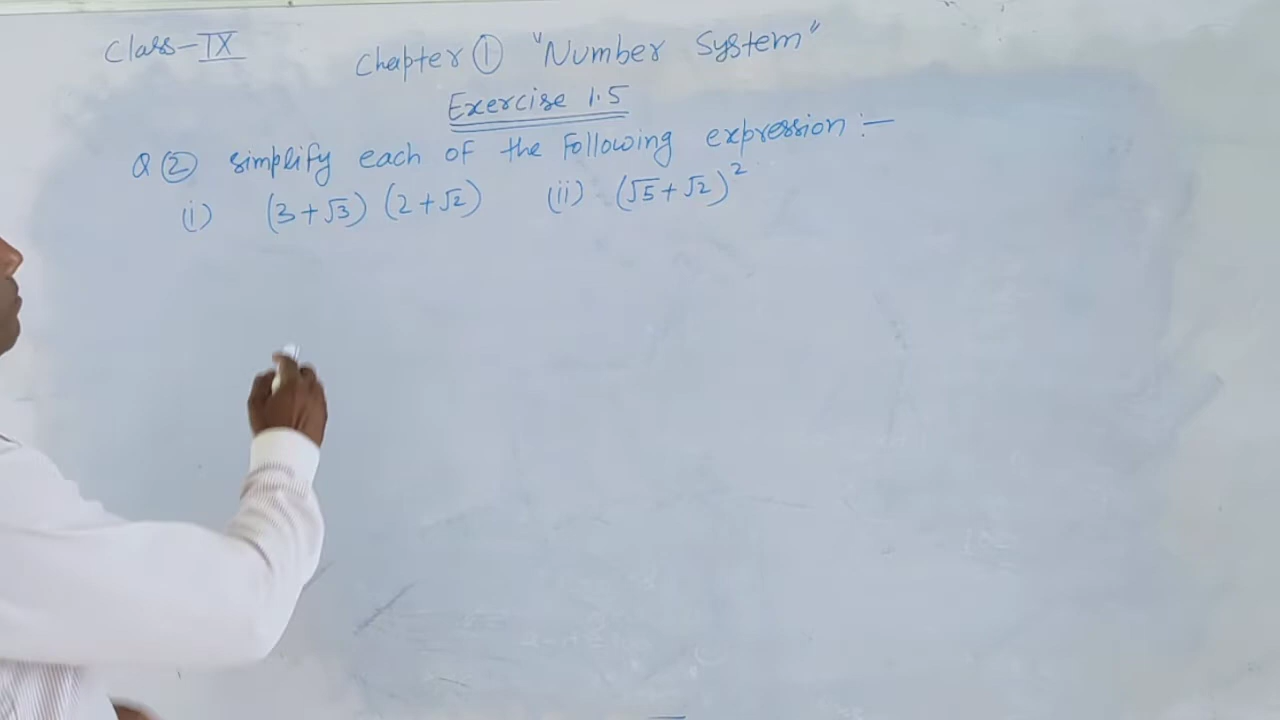 Class-IX
Chapter ① "Number System"
Exercise 1.5
Q ② simplify each of the following expression :-
(i) (3+√3) (2+√2) (ii) (√5+√2)²